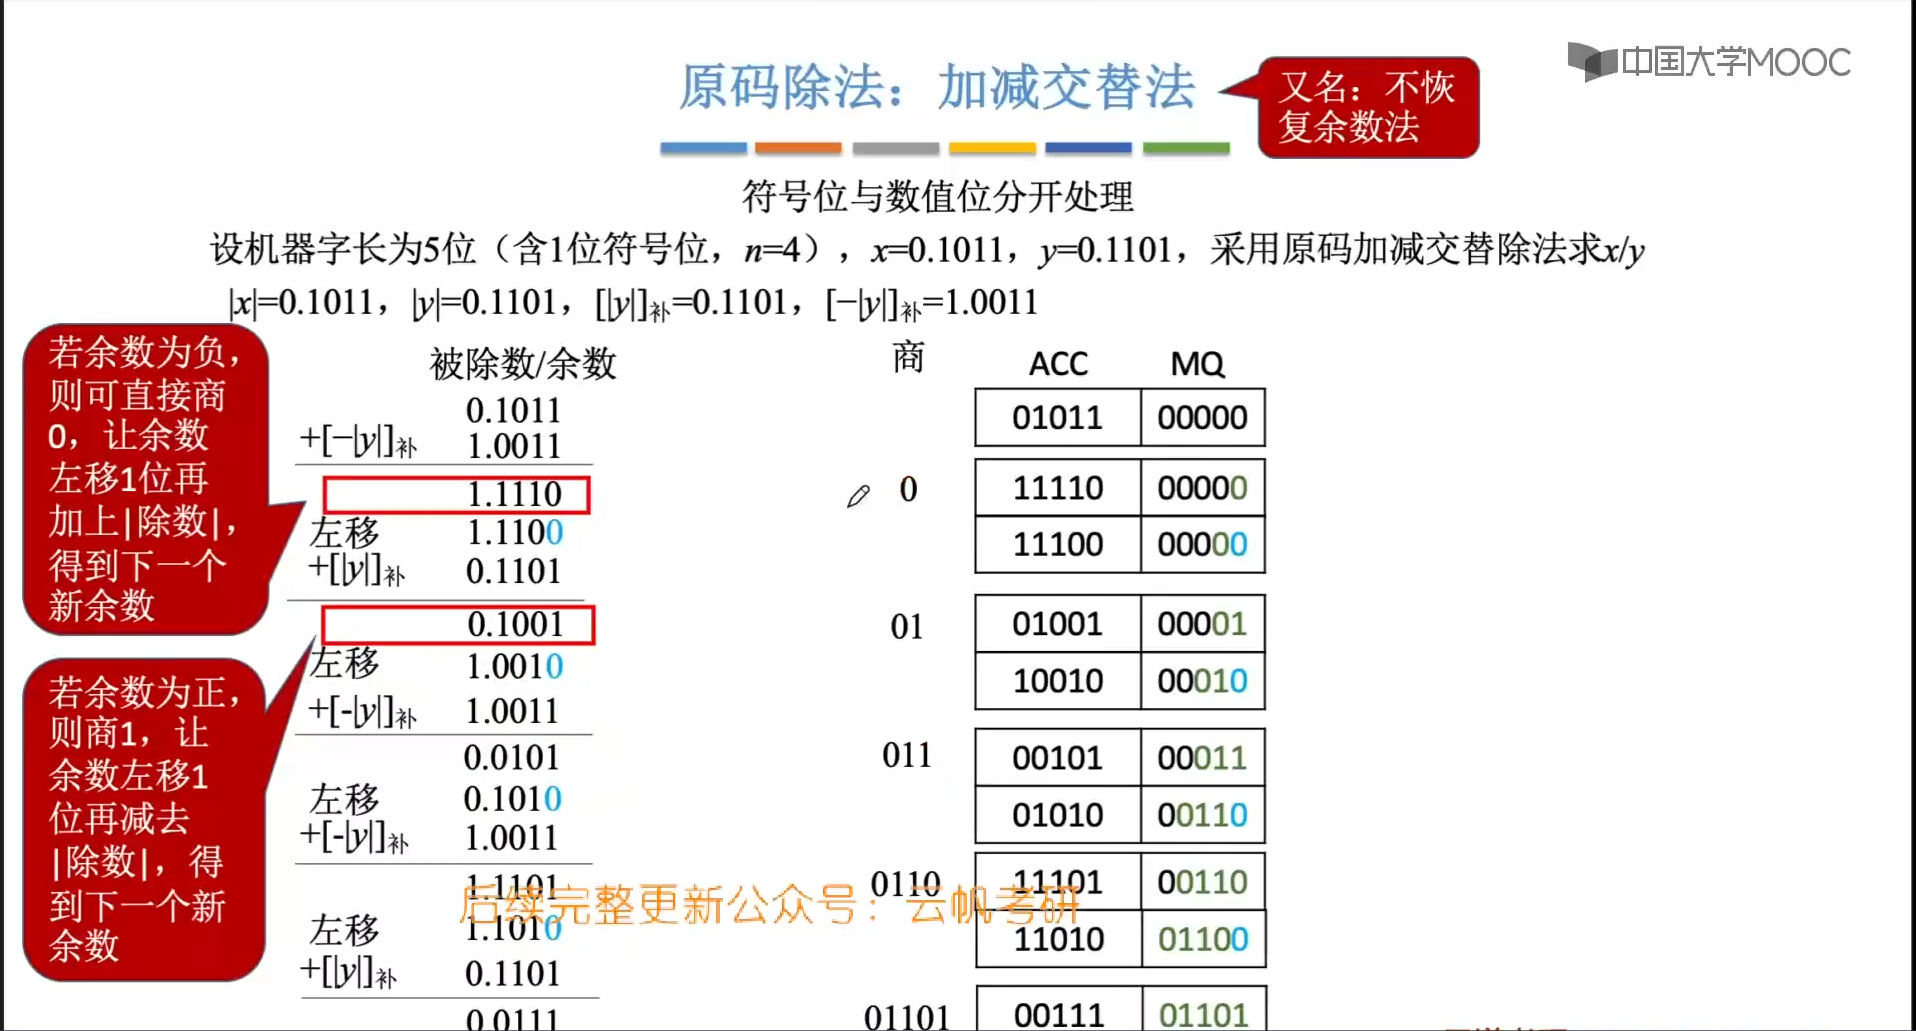 中国大学MOOC
原码除法：加减交替法
又名：不恢
复余数法
符号位与数值位分开处理
设机器字长为5位（含1位符号位，n=4），x=0.1011，y=0.1101，采用原码加减交替除法求x/y
|x|=0.1011，|y|=0.1101，[|y|]补=0.1101，[−|y|]补=1.0011
若余数为负，
则可直接商
0，让余数
左移1位再
加上|除数|，
得到下一个
新余数
若余数为正，
则商1，让
余数左移1
位再减去
|除数|，得
到下一个新
余数
被除数/余数 商 ACC MQ
0.1011 01011 00000
+[−|y|]补 1.0011
1.1110 0 11110 00000
左移 1.1100 11100 00000
+[|y|]补 0.1101
0.1001 01 01001 00001
左移 1.0010 10010 00010
+[-|y|]补 1.0011
0.0101 011 00101 00011
左移 0.1010 01010 00110
+[-|y|]补 1.0011
1.1101 0110 11101 00110
后续完整更新公众号：云帆考研
左移 1.1010 11010 01100
+[|y|]补 0.1101
0.0111 01101 00111 01101